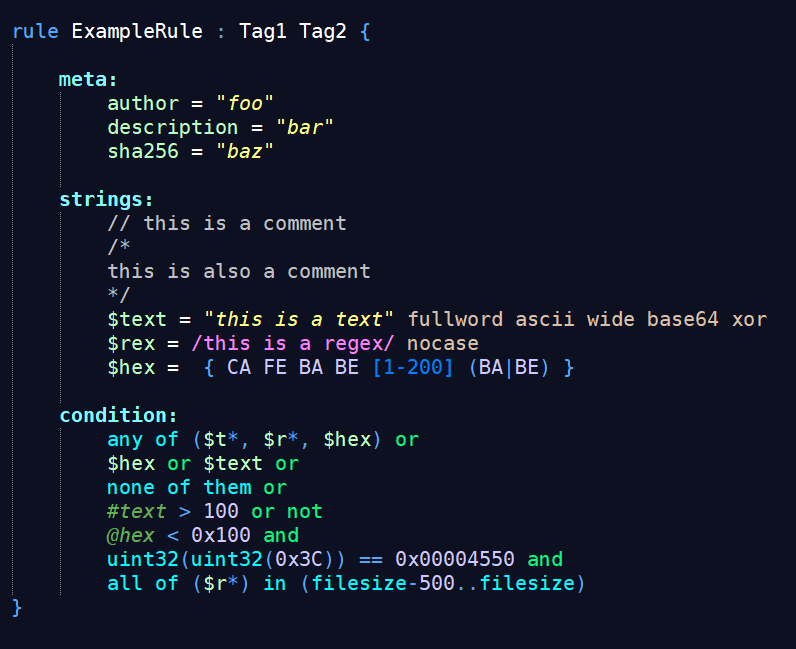 rule ExampleRule : Tag1 Tag2 {
meta:
author = "foo"
description = "bar"
sha256 = "baz"
strings:
// this is a comment
/*
this is also a comment
*/
$text = "this is a text" fullword ascii wide base64 xor
$rex = /this is a regex/ nocase
$hex =  { CA FE BA BE [1-200] (BA|BE) }
condition:
any of ($t*, $r*, $hex) or
$hex or $text or
none of them or
#text > 100 or not
@hex < 0x100 and
uint32(uint32(0x3C)) == 0x00004550 and
all of ($r*) in (filesize-500..filesize)
}